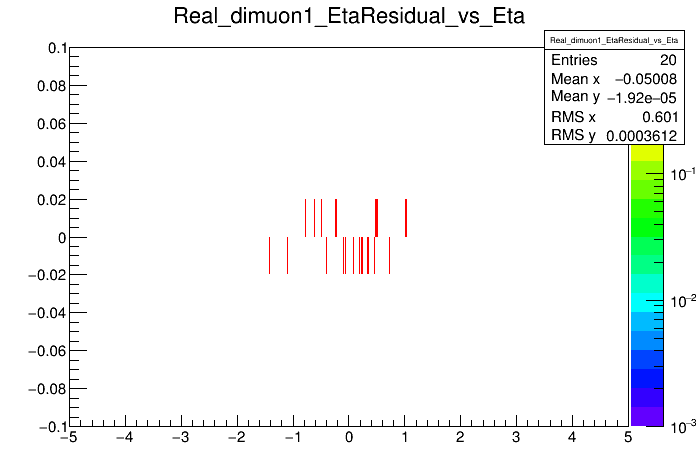 Real_dimuon1_EtaResidual_vs_Eta
Real_dimuon1_EtaResidual_vs_Eta
Entries 20
Mean x −0.05008
Mean y −1.92e−05
RMS x 0.601
RMS y 0.0003612
0.1
0.08
0.06
0.04
0.02
0
−0.02
−0.04
−0.06
−0.08
−0.1
−5 −4 −3 −2 −1 0 1 2 3 4 5
10−1
10−2
10−3